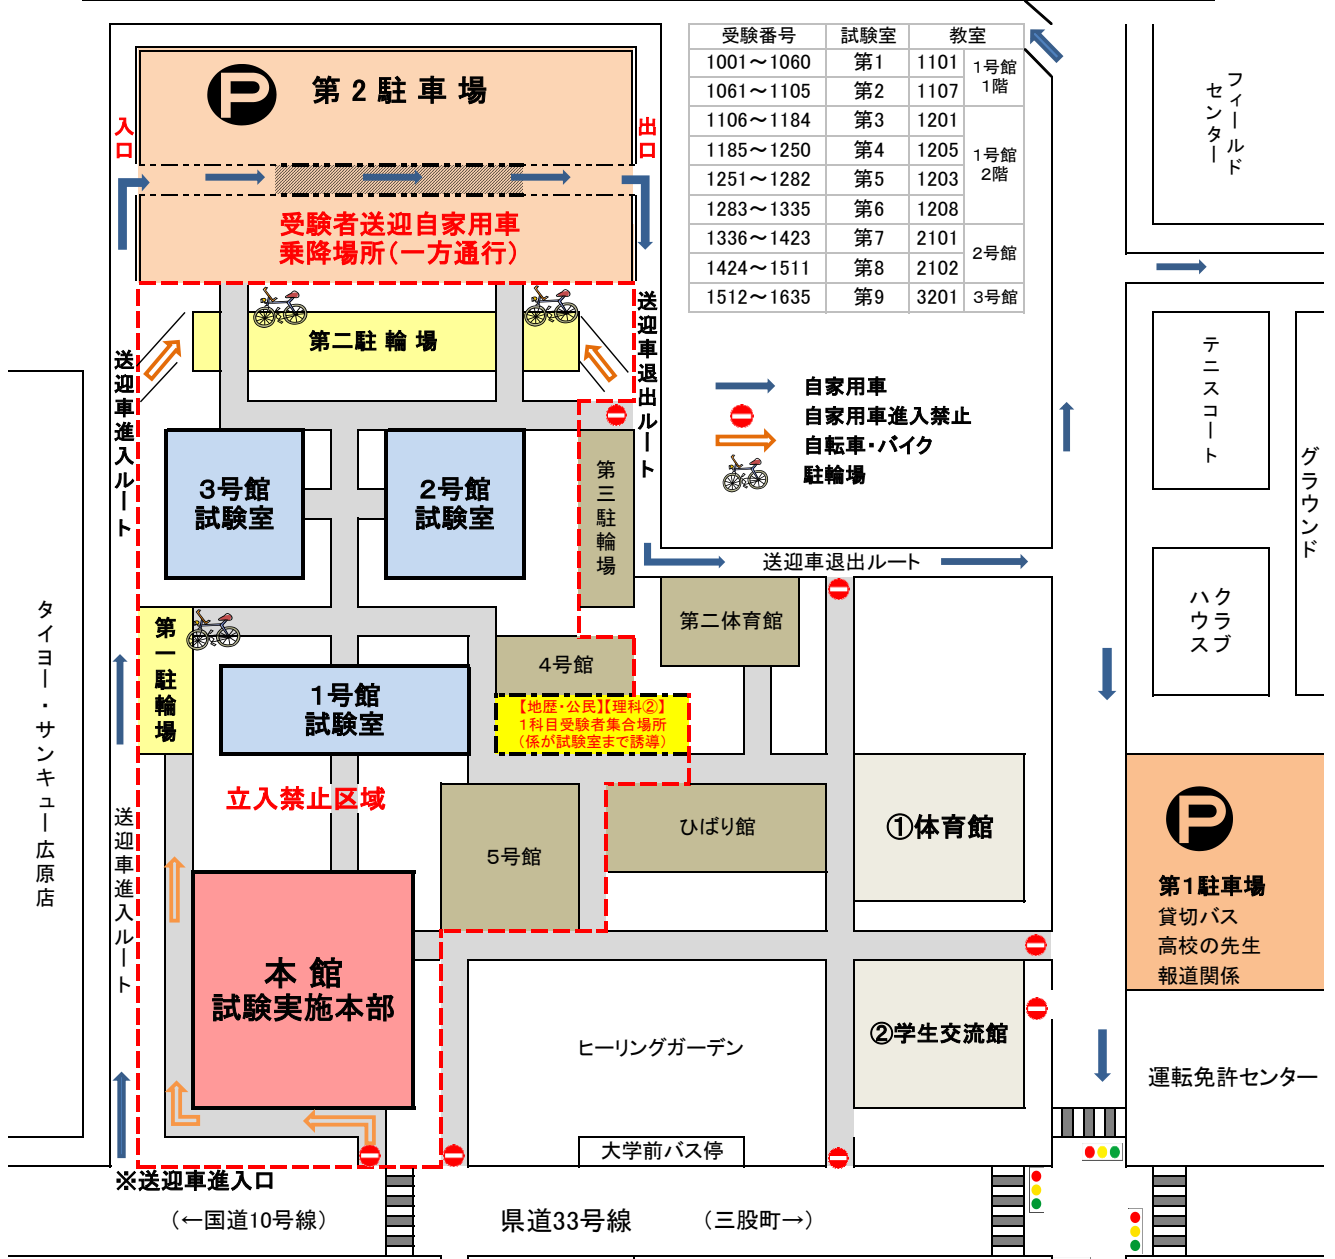 受験番号 試験室 教室
1001～1060 第1 1101 1号館1階
1061～1105 第2 1107
1106～1184 第3 1201 1号館2階
1185～1250 第4 1205
1251～1282 第5 1203
1283～1335 第6 1208
1336～1423 第7 2101 2号館
1424～1511 第8 2102
1512～1635 第9 3201 3号館
P
第2駐車場
入口
出口
受験者送迎自家用車
乗降場所(一方通行)
フィールド
センター
第二駐輪場
送迎車進入ルート
送迎車退出ルート
自家用車
自家用車進入禁止
自転車・バイク
駐輪場
テニスコート
グラウンド
3号館
試験室
2号館
試験室
第三駐輪場
送迎車退出ルート
クラブ
ハウス
タイヨー・サンキュー広原店
第一駐輪場
第二体育館
4号館
1号館
試験室
【地歴・公民】【理科②】
1科目受験者集合場所
(係が試験室まで誘導)
立入禁止区域
送迎車進入ルート
5号館
ひばり館
①体育館
P
第1駐車場
貸切バス
高校の先生
報道関係
本館
試験実施本部
ヒーリングガーデン
②学生交流館
運転免許センター
大学前バス停
※送迎車進入口
(←国道10号線)
県道33号線
(三股町→)